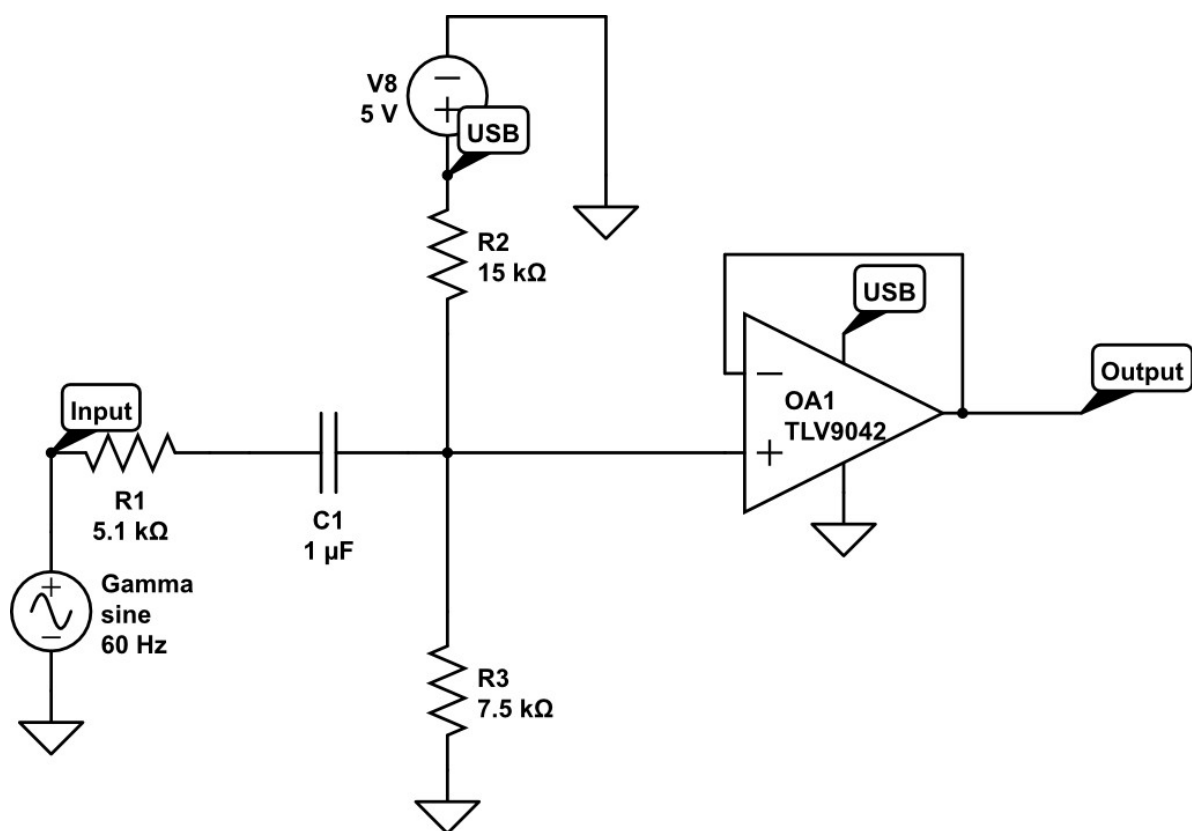 V8
5 V
USB
R2
15 kΩ
USB
Input
OA1
TLV9042
Output
R1
5.1 kΩ
C1
1 µF
Gamma
sine
60 Hz
R3
7.5 kΩ